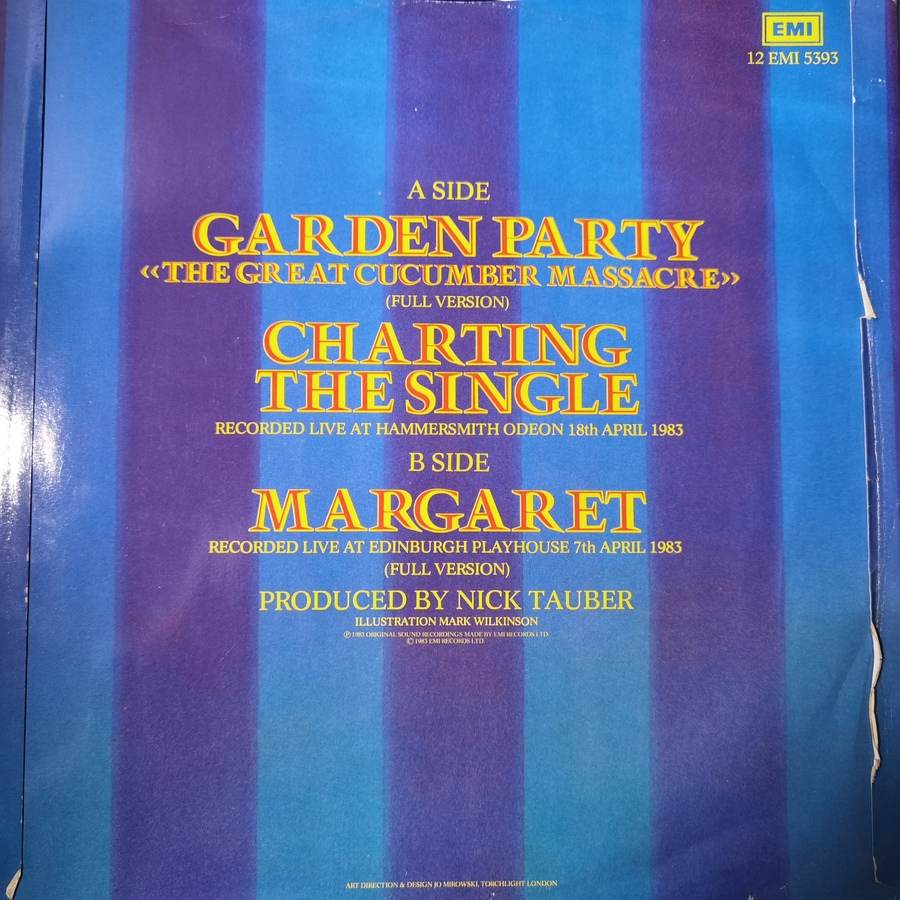 EMI
12 EMI 5393
A SIDE
GARDEN PARTY
«THE GREAT CUCUMBER MASSACRE»
(FULL VERSION)
CHARTING
THE SINGLE
RECORDED LIVE AT HAMMERSMITH ODEON 18th APRIL 1983
B SIDE
MARGARET
RECORDED LIVE AT EDINBURGH PLAYHOUSE 7th APRIL 1983
(FULL VERSION)
PRODUCED BY NICK TAUBER
ILLUSTRATION MARK WILKINSON
℗ 1983 ORIGINAL SOUND RECORDINGS MADE BY EMI RECORDS LTD
© 1983 EMI RECORDS LTD.
ART DIRECTION & DESIGN JO MIROWSKI, TORCHLIGHT LONDON